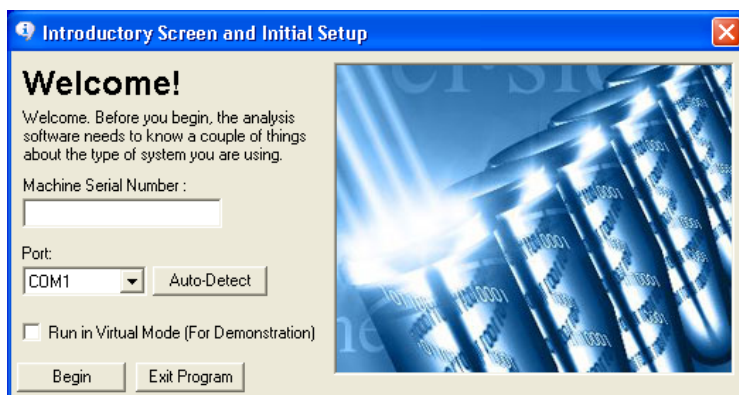 Introductory Screen and Initial Setup
Welcome!
Welcome. Before you begin, the analysis
software needs to know a couple of things
about the type of system you are using.
Machine Serial Number :
Port:
COM1
Auto-Detect
Run in Virtual Mode (For Demonstration)
Begin
Exit Program